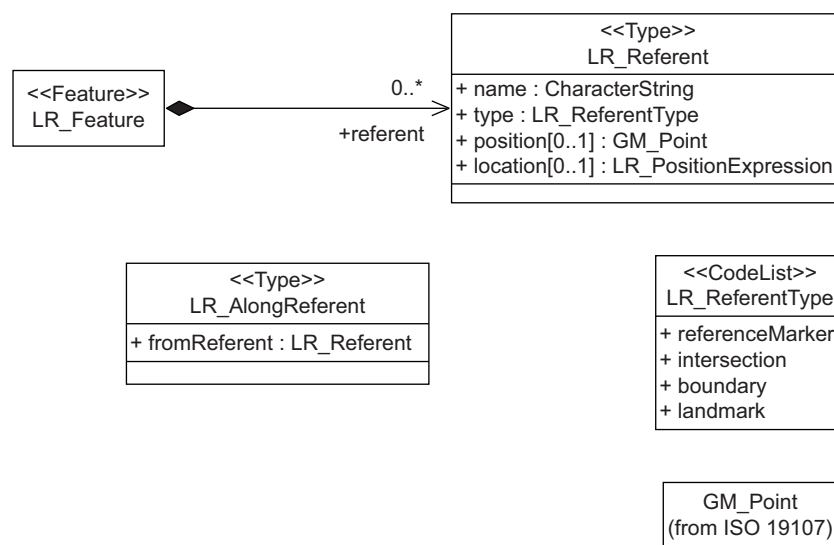 <<Type>>
LR_Referent
+ name : CharacterString
+ type : LR_ReferentType
+ position[0..1] : GM_Point
+ location[0..1] : LR_PositionExpression
<<Feature>>
LR_Feature
0..*
+referent
<<Type>>
LR_AlongReferent
+ fromReferent : LR_Referent
<<CodeList>>
LR_ReferentType
+ referenceMarker
+ intersection
+ boundary
+ landmark
GM_Point
(from ISO 19107)